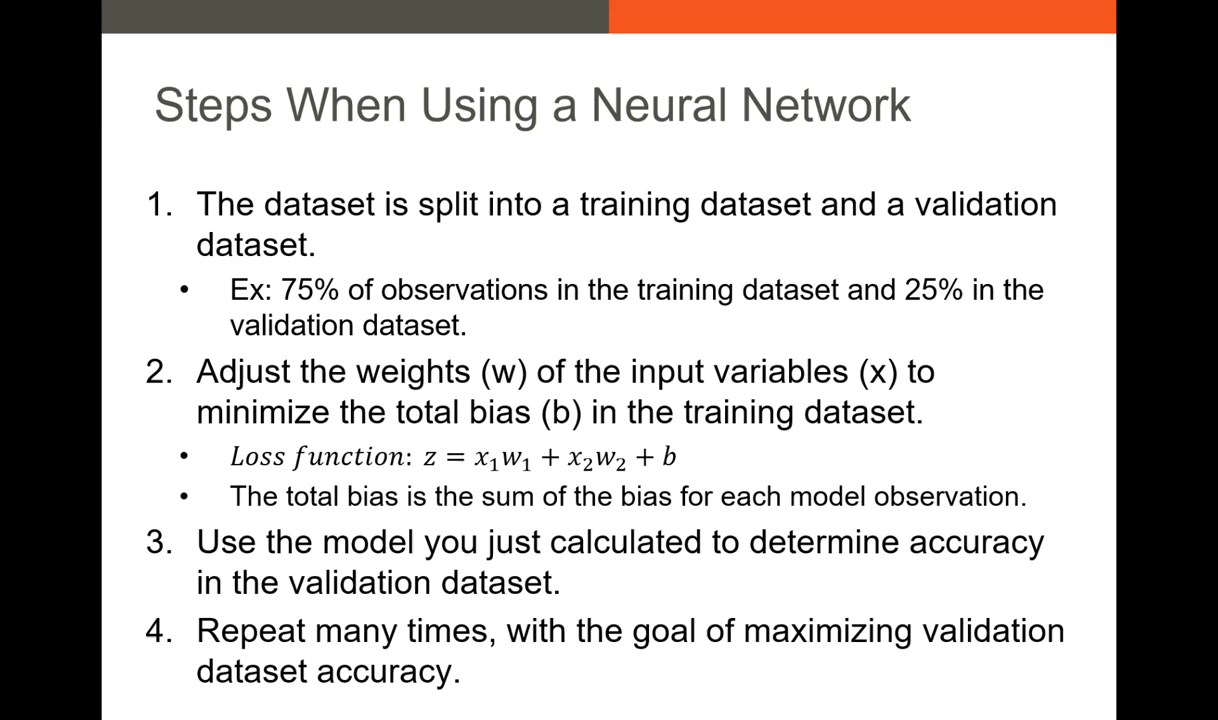 Steps When Using a Neural Network
1. The dataset is split into a training dataset and a validation
dataset.
• Ex: 75% of observations in the training dataset and 25% in the
validation dataset.
2. Adjust the weights (w) of the input variables (x) to
minimize the total bias (b) in the training dataset.
• Loss function: z = x₁w₁ + x₂w₂ + b
• The total bias is the sum of the bias for each model observation.
3. Use the model you just calculated to determine accuracy
in the validation dataset.
4. Repeat many times, with the goal of maximizing validation
dataset accuracy.